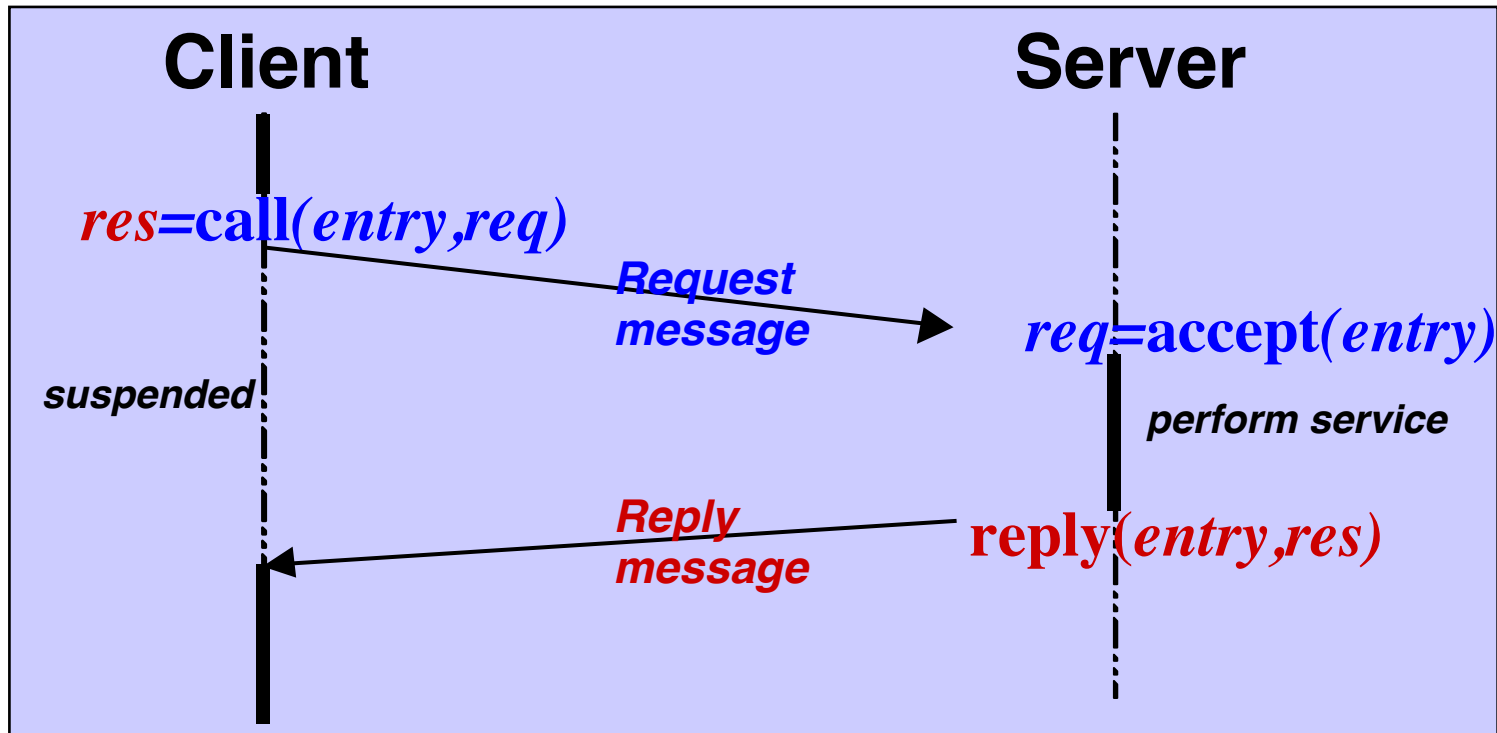 Client
Server
res=call(entry,req)
Request
message
req=accept(entry)
suspended
perform service
Reply
message
reply(entry,res)